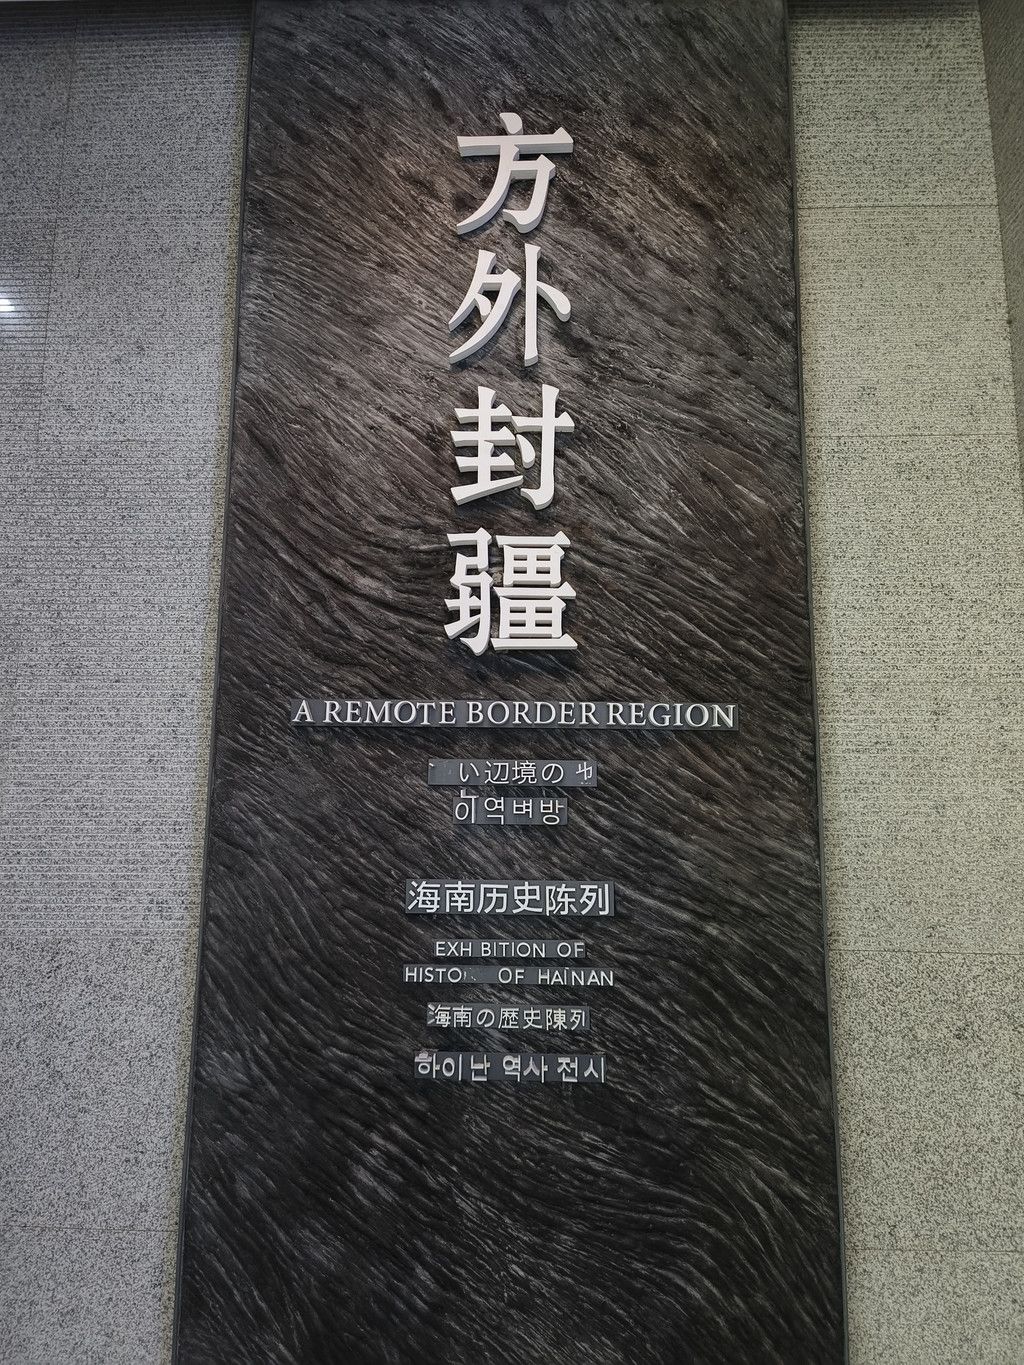 方外封疆
A REMOTE BORDER REGION
い辺境の
역변방
海南历史陈列
EXH BITION OF
HISTO OF HAINAN
海南の歴史陳列
하이난 역사 전시